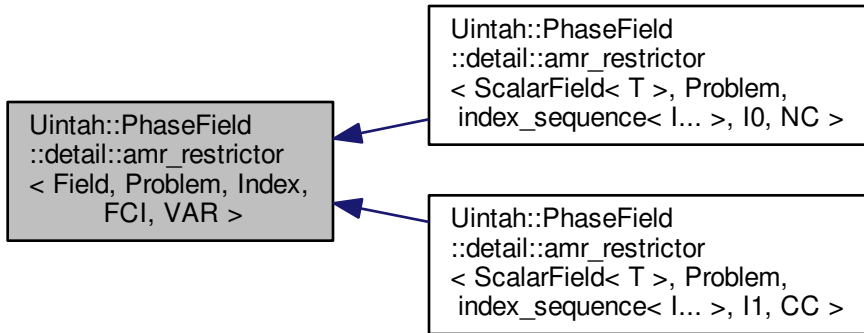 Uintah::PhaseField
::detail::amr_restrictor
< Field, Problem, Index,
FCI, VAR >
Uintah::PhaseField
::detail::amr_restrictor
< ScalarField< T >, Problem,
index_sequence< I... >, I0, NC >
Uintah::PhaseField
::detail::amr_restrictor
< ScalarField< T >, Problem,
index_sequence< I... >, I1, CC >